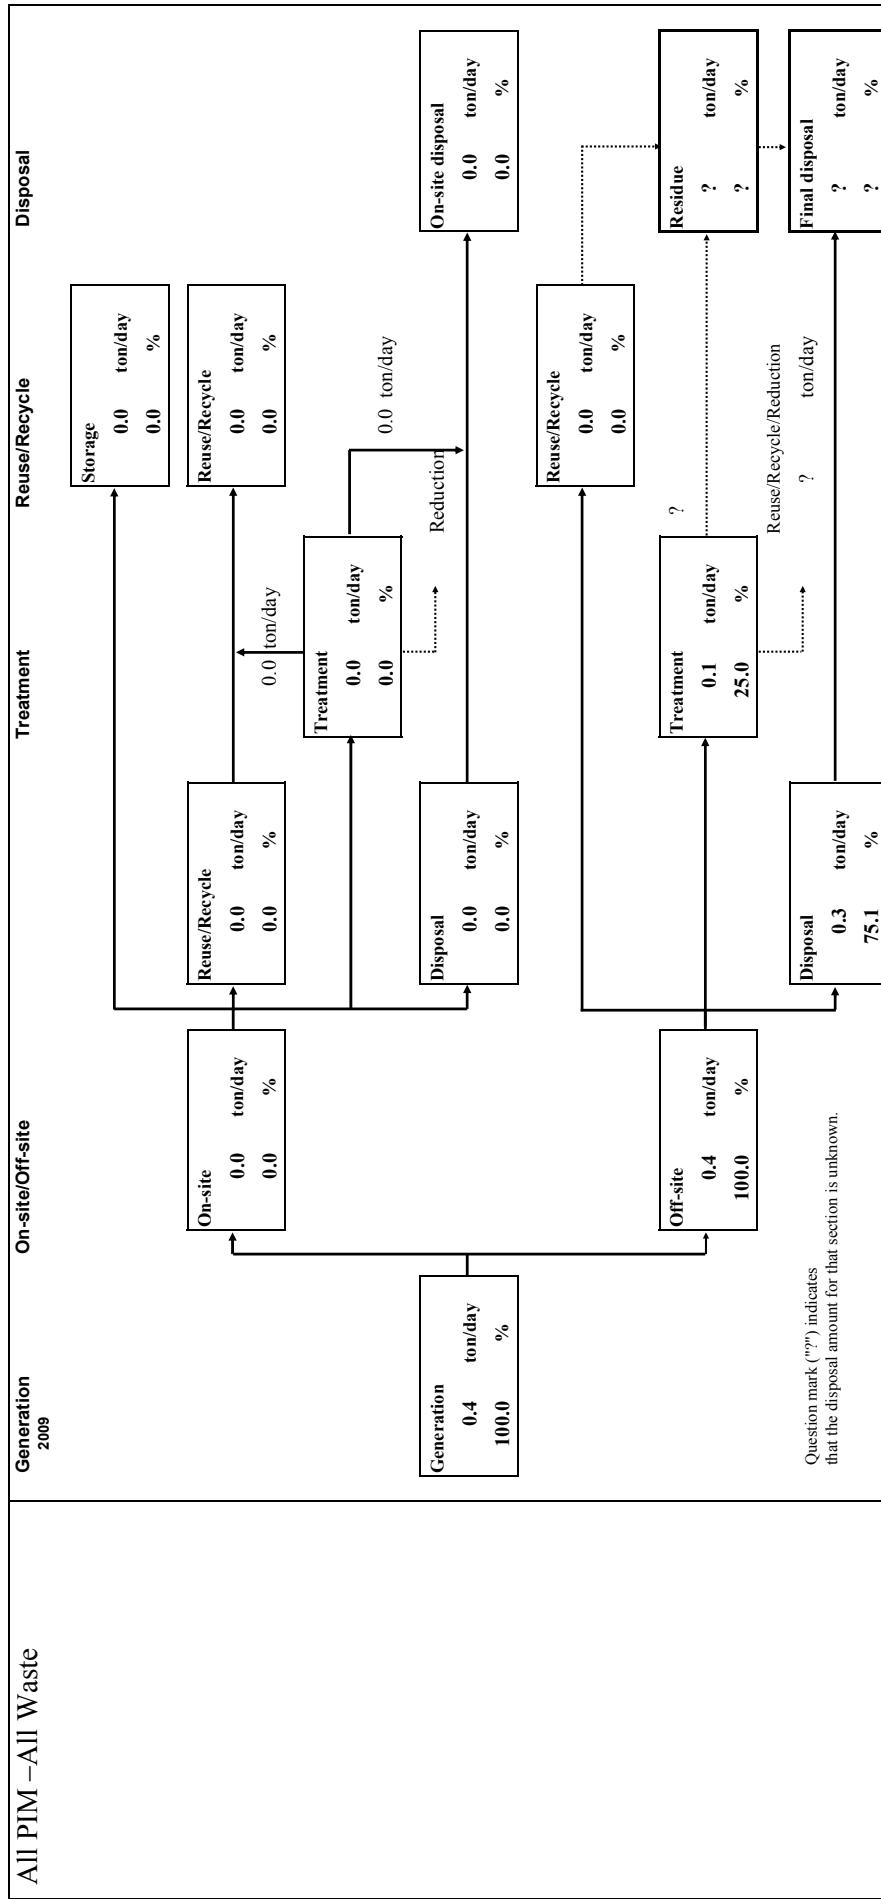 All PIM –All Waste
Generation
2009
On-site/Off-site
Treatment
Reuse/Recycle
Disposal
Storage
0.0 ton/day
0.0 %
On-site
0.0 ton/day
0.0 %
Reuse/Recycle
0.0 ton/day
0.0 %
Reuse/Recycle
0.0 ton/day
0.0 %
0.0 ton/day
Treatment
0.0 ton/day
0.0 %
0.0 ton/day
Reduction
Generation
0.4 ton/day
100.0 %
Disposal
0.0 ton/day
0.0 %
On-site disposal
0.0 ton/day
0.0 %
Reuse/Recycle
0.0 ton/day
0.0 %
Off-site
0.4 ton/day
100.0 %
Treatment
0.1 ton/day
25.0 %
?
Residue
? ton/day
? %
Reuse/Recycle/Reduction
? ton/day
Disposal
0.3 ton/day
75.1 %
Final disposal
? ton/day
? %
Question mark ("?") indicates
that the disposal amount for that section is unknown.